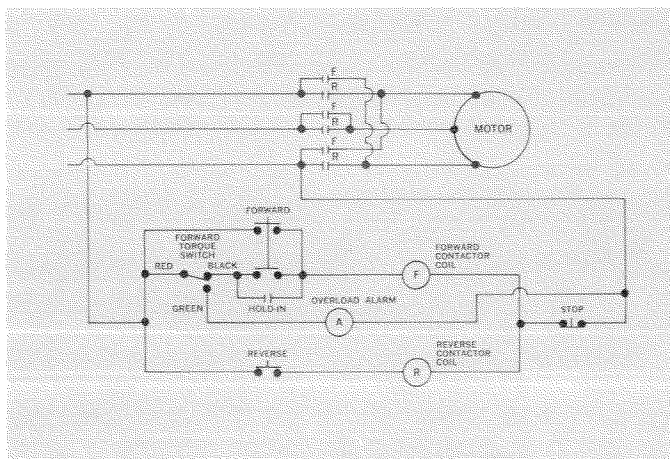 F
R
F
R
F
R
MOTOR
FORWARD
FORWARD
TORQUE
SWITCH
RED
BLACK
GREEN
HOLD-IN
FORWARD
CONTACTOR
COIL
F
OVERLOAD ALARM
A
STOP
REVERSE
REVERSE
CONTACTOR
COIL
R